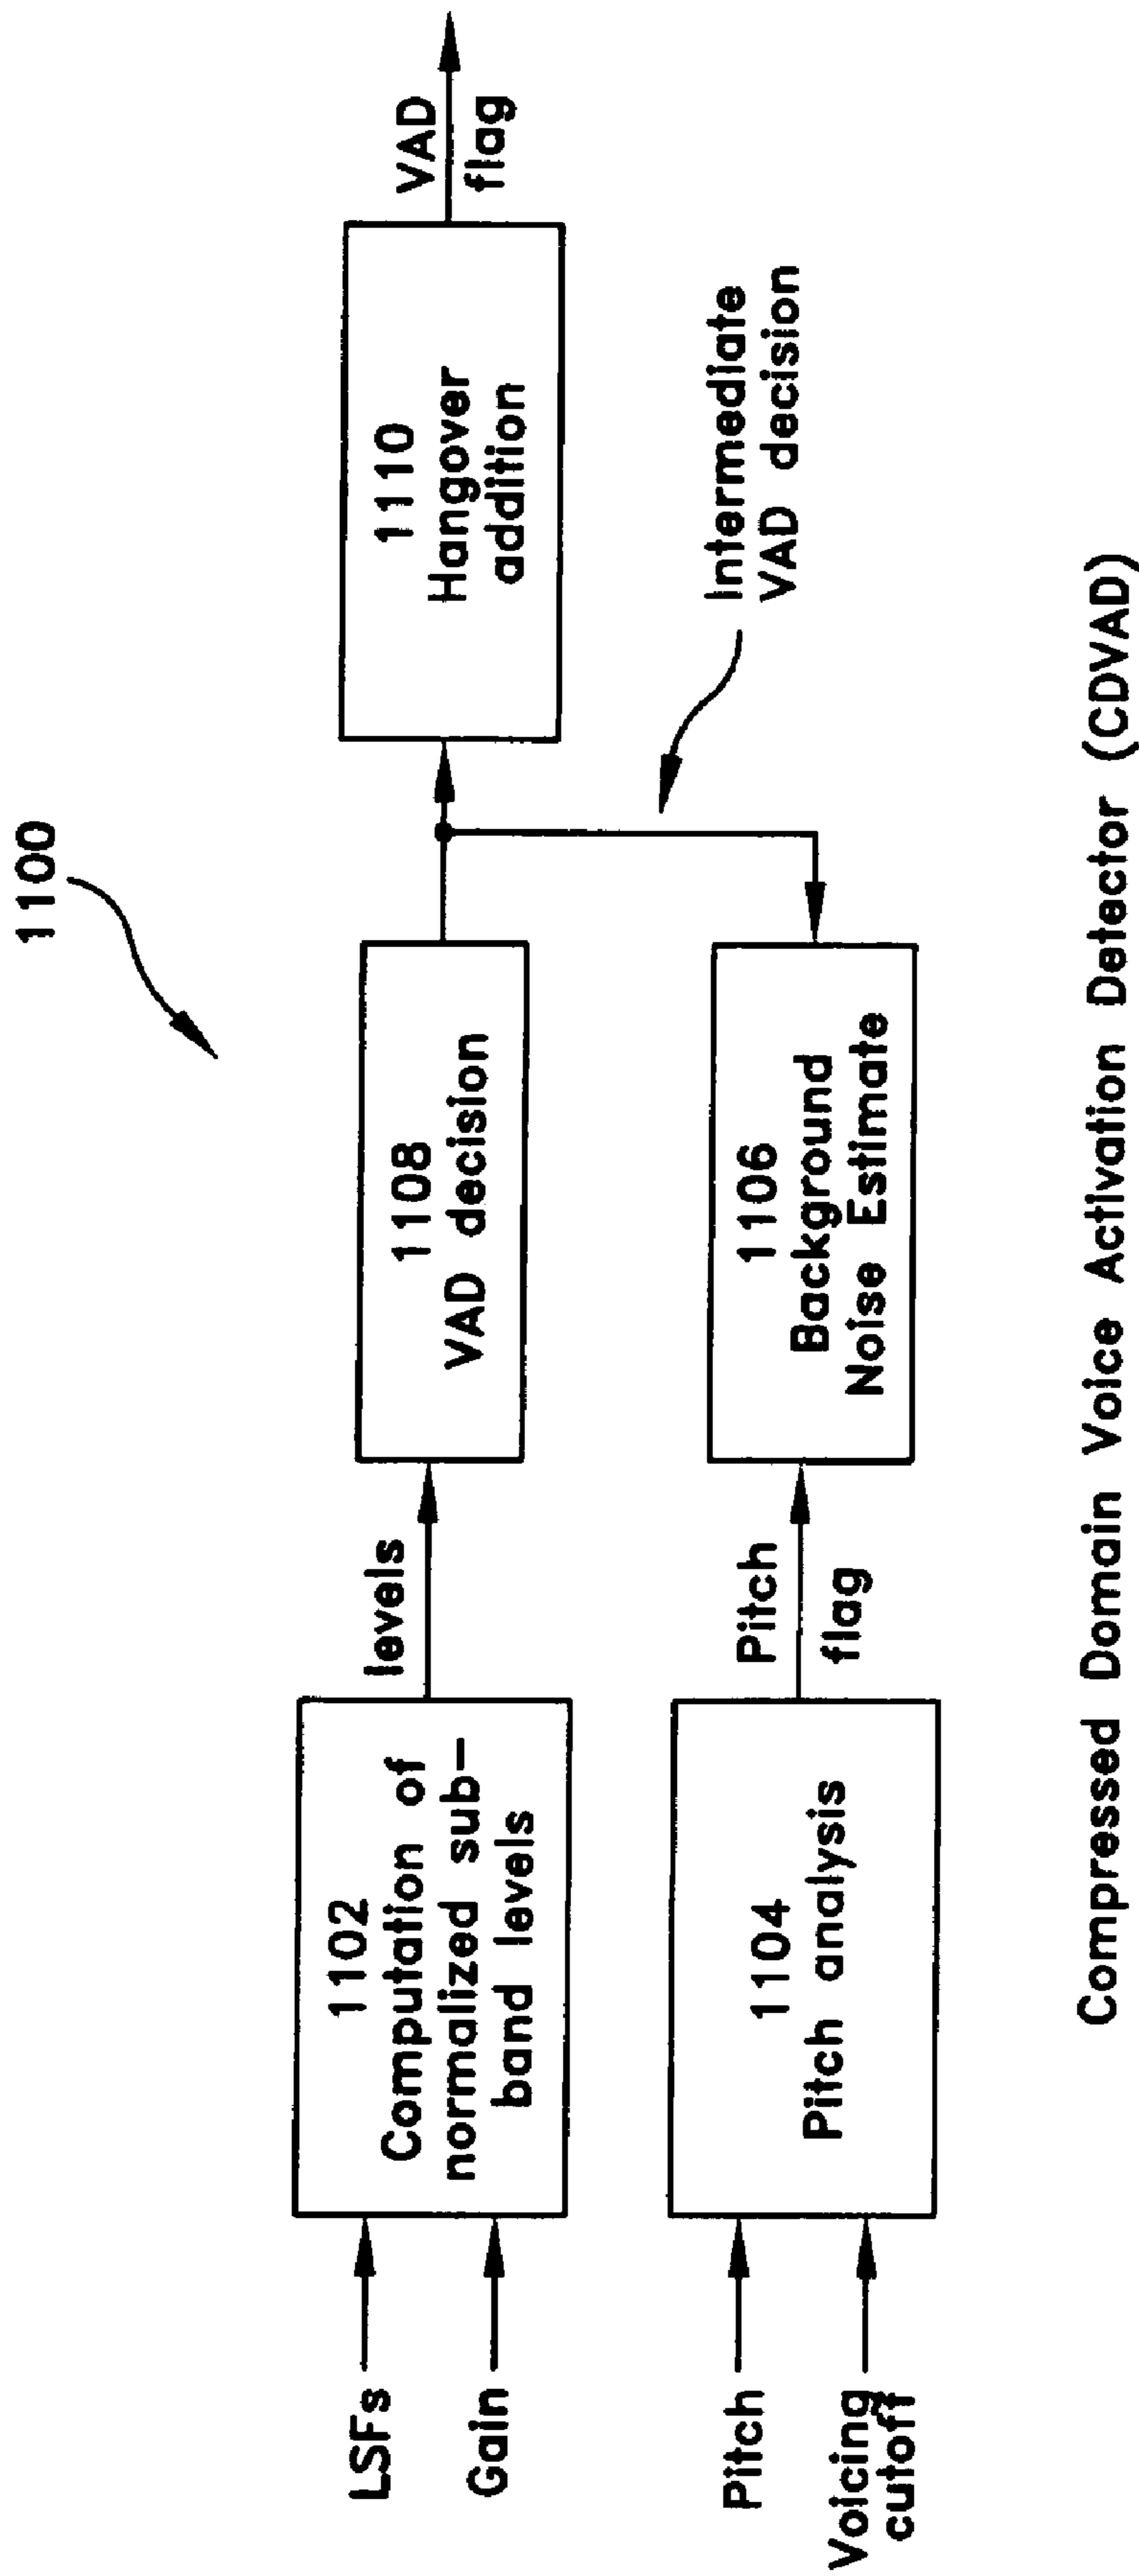 1100
LSFs
Gain
1102
Computation of
normalized sub-
band levels
levels
1108
VAD decision
1110
Hangover
addition
VAD
flag
Intermediate
VAD decision
Pitch
Voicing
cutoff
1104
Pitch analysis
Pitch
flag
1106
Background
Noise Estimate
Compressed Domain Voice Activation Detector (CDVAD)